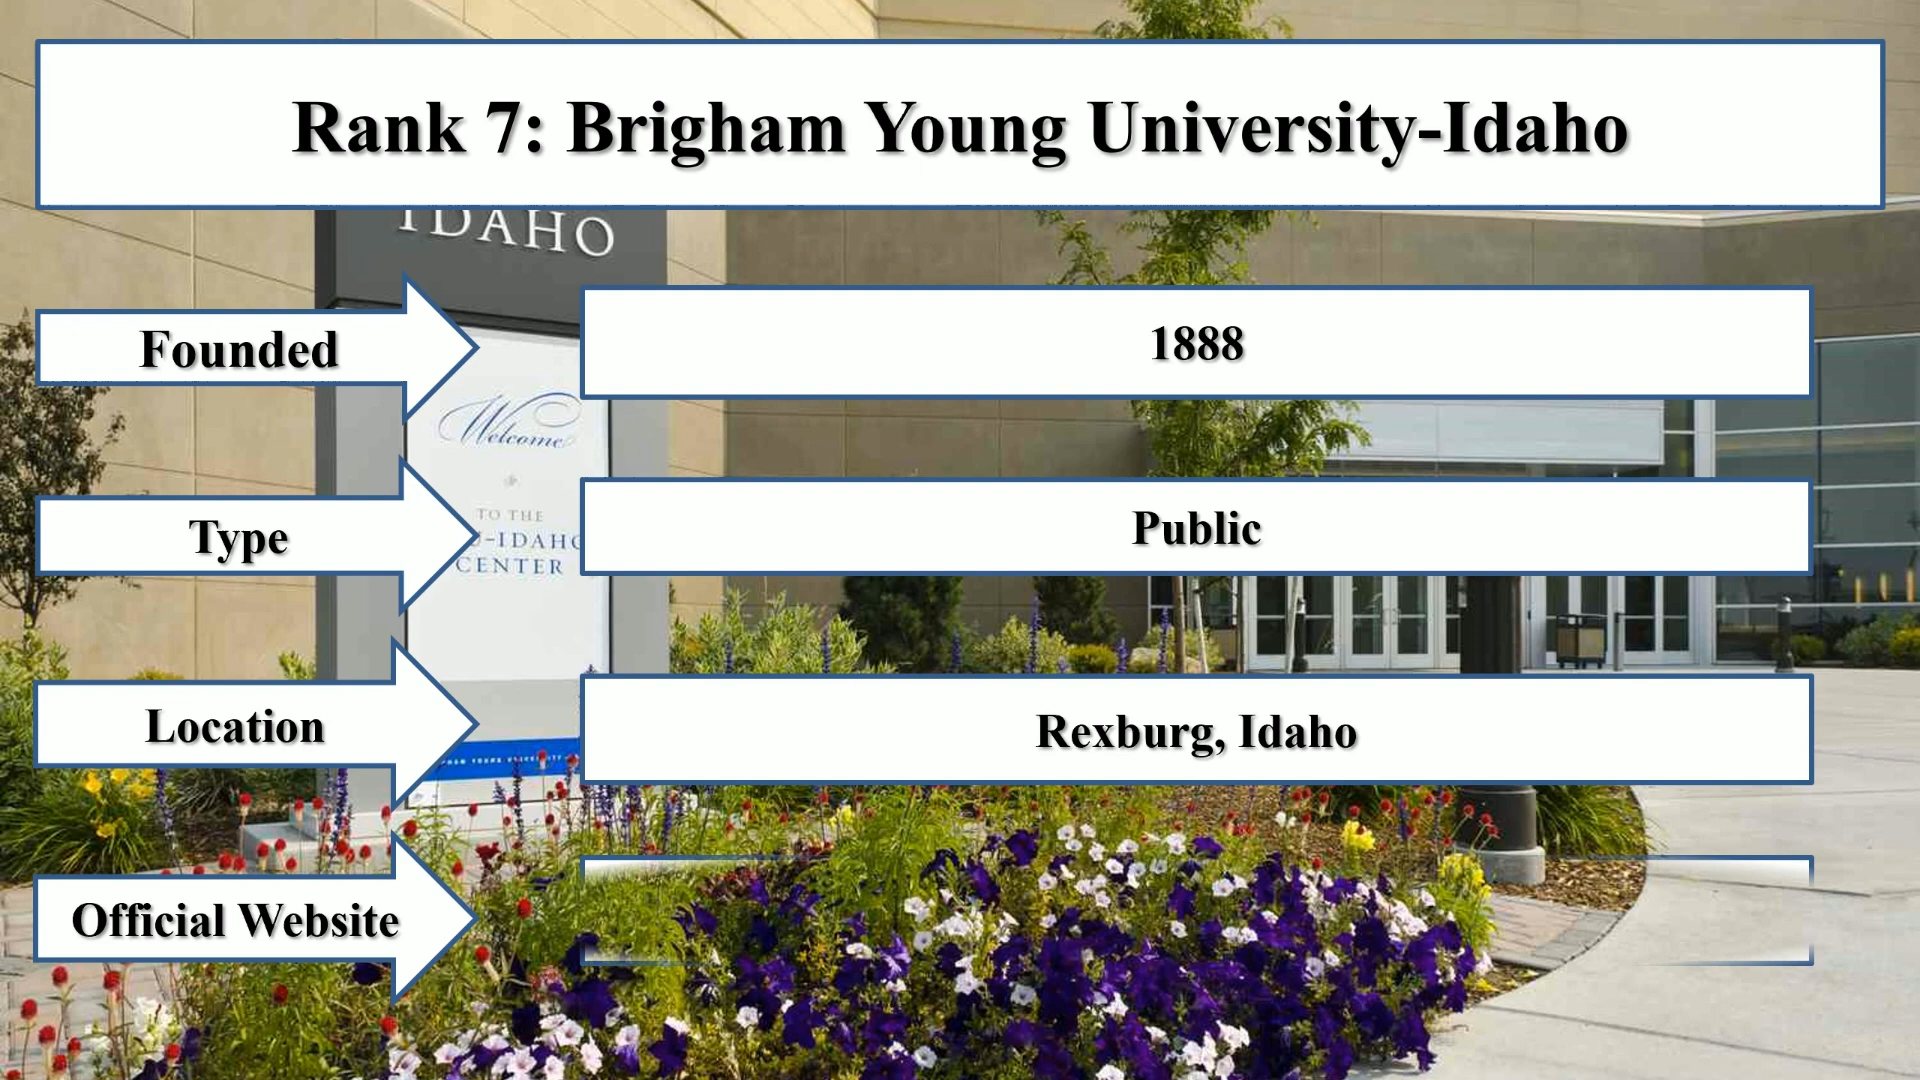 Rank 7: Brigham Young University-Idaho
IDAHO
Founded
1888
Welcome
TO THE
-IDAHO
CENTER
Type
Public
Location
Rexburg, Idaho
Official Website